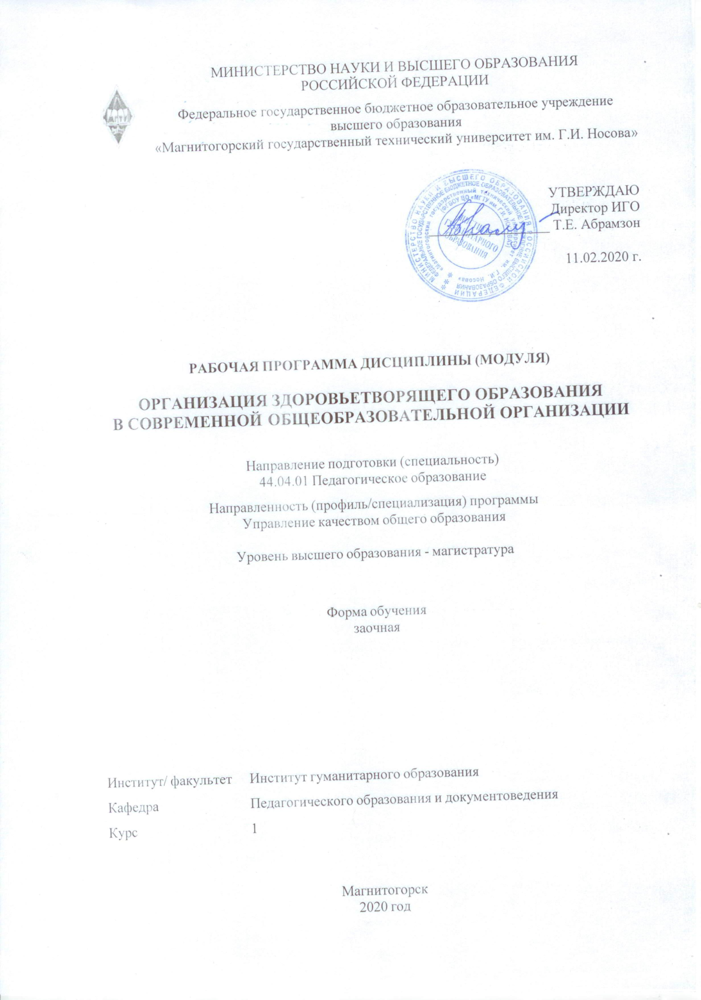 МИНИСТЕРСТВО НАУКИ И ВЫСШЕГО ОБРАЗОВАНИЯ
РОССИЙСКОЙ ФЕДЕРАЦИИ
Федеральное государственное бюджетное образовательное учреждение
высшего образования
«Магнитогорский государственный технический университет им. Г.И. Носова»
МГТУ
УТВЕРЖДАЮ
Директор ИГО
Т.Е. Абрамзон
11.02.2020 г.
МИНИСТЕРСТВО НАУКИ И ВЫСШЕГО ОБРАЗОВАНИЯ РОССИЙСКОЙ ФЕДЕРАЦИИ
ФЕДЕРАЛЬНОЕ ГОСУДАРСТВЕННОЕ БЮДЖЕТНОЕ ОБРАЗОВАТЕЛЬНОЕ УЧРЕЖДЕНИЕ ВЫСШЕГО ОБРАЗОВАНИЯ
«Магнитогорский государственный технический университет им. Г.И. Носова»
(ФГБОУ ВО «МГТУ им. Г.И. НОСОВА»)
ОБРАЗОВАНИЯ
РАБОЧАЯ ПРОГРАММА ДИСЦИПЛИНЫ (МОДУЛЯ)
ОРГАНИЗАЦИЯ ЗДОРОВЬЕТВОРЯЩЕГО ОБРАЗОВАНИЯ
В СОВРЕМЕННОЙ ОБЩЕОБРАЗОВАТЕЛЬНОЙ ОРГАНИЗАЦИИ
Направление подготовки (специальность)
44.04.01 Педагогическое образование
Направленность (профиль/специализация) программы
Управление качеством общего образования
Уровень высшего образования - магистратура
Форма обучения
заочная
Институт/ факультет Институт гуманитарного образования
Кафедра Педагогического образования и документоведения
Курс 1
Магнитогорск
2020 год